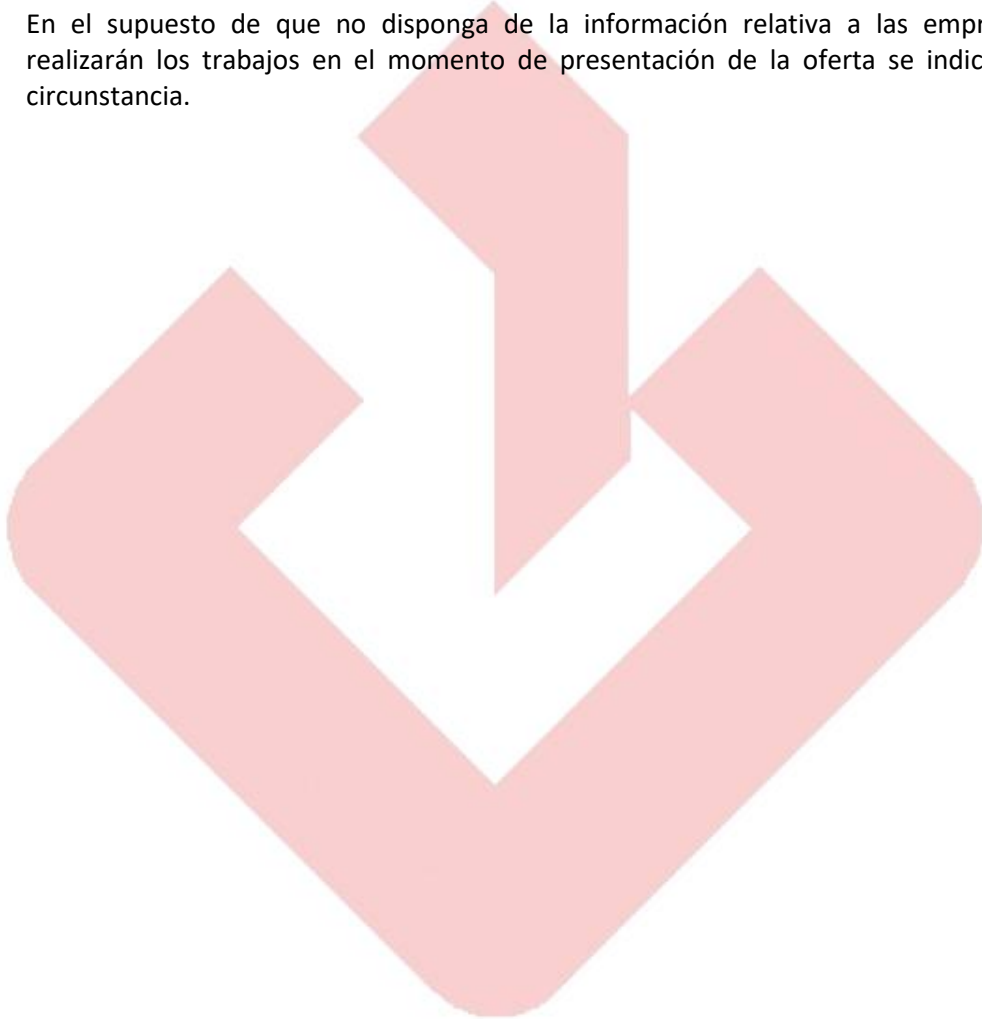 En el supuesto de que no disponga de la información relativa a las
realizarán los trabajos en el momento de presentación de la oferta se
circunstancia.